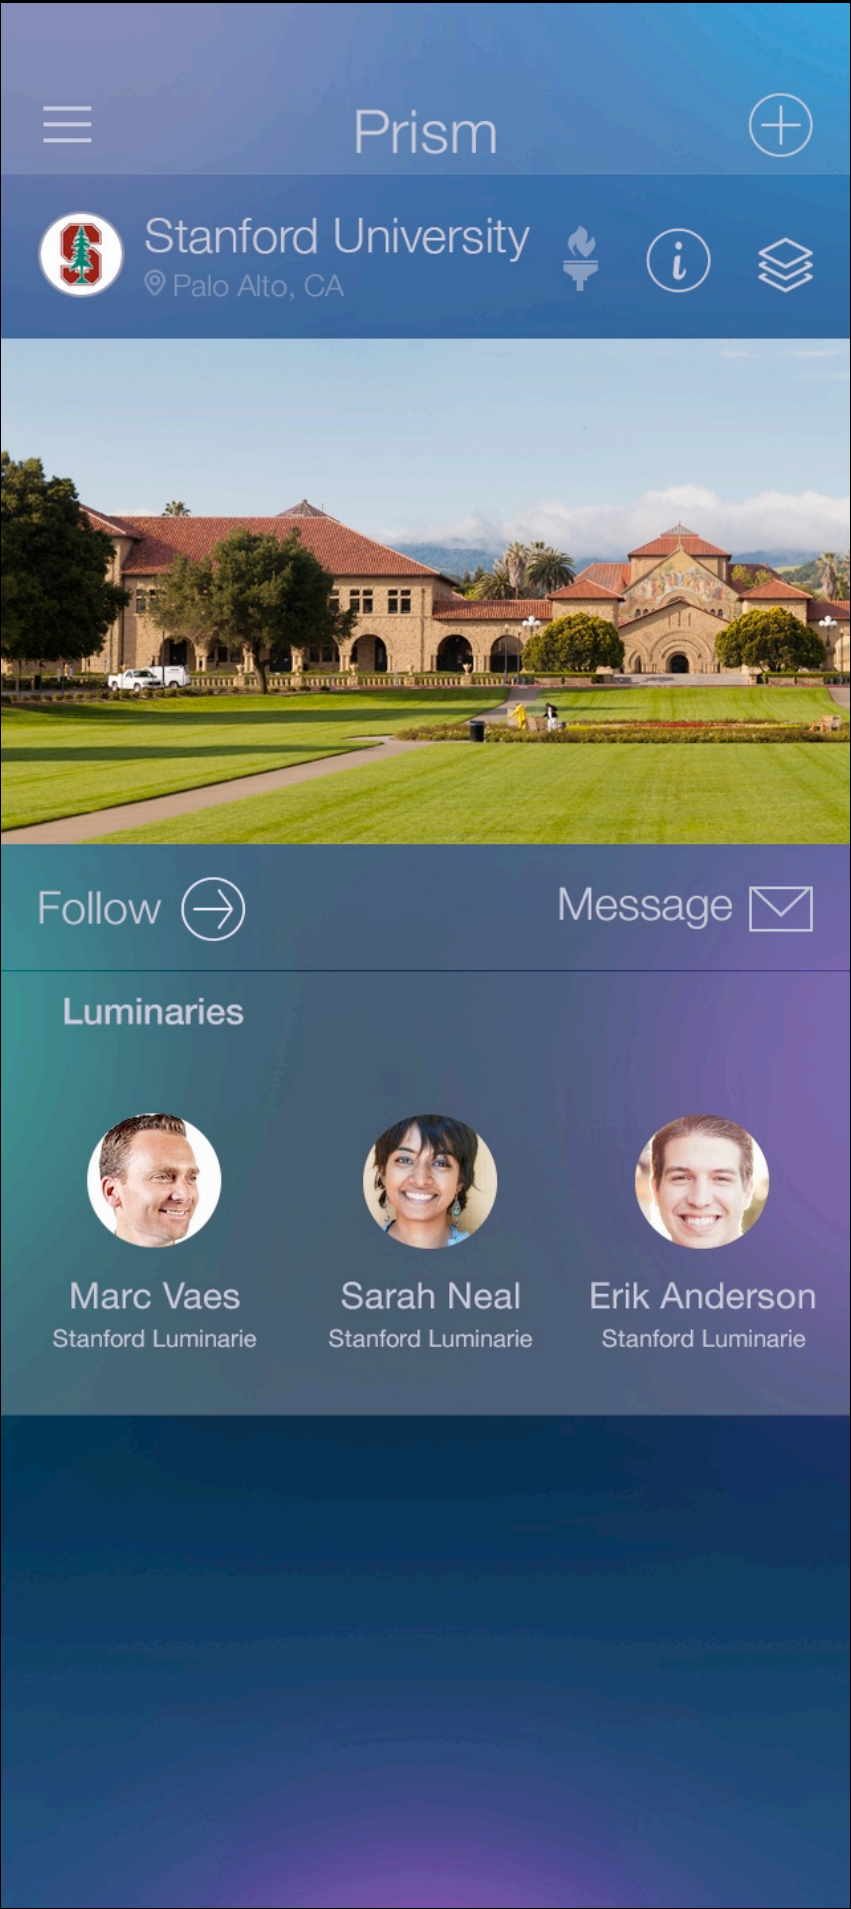 Prism
Stanford University
Palo Alto, CA
Follow
Message
Luminaries
Marc Vaes
Sarah Neal
Erik Anderson
Stanford Luminarie
Stanford Luminarie
Stanford Luminarie